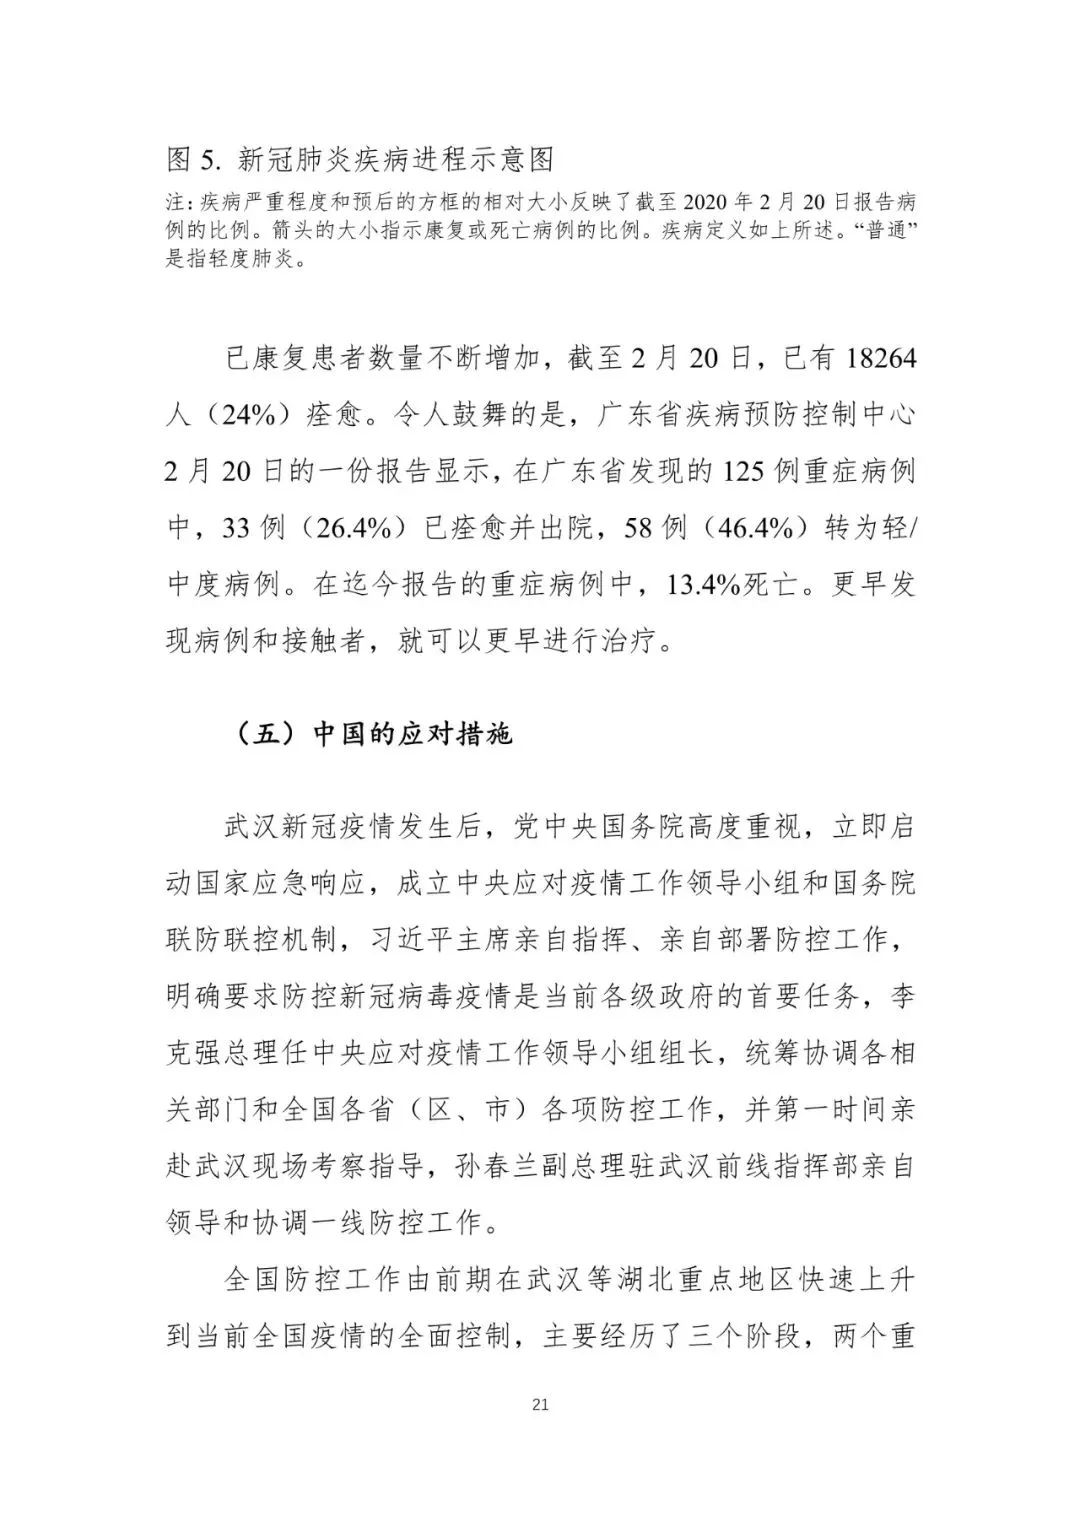 图 5. 新冠肺炎疾病进程示意图
注：疾病严重程度和预后的方框的相对大小反映了截至 2020 年 2 月 20 日报告病
例的比例。箭头的大小指示康复或死亡病例的比例。疾病定义如上所述。“普通”
是指轻度肺炎。
已康复患者数量不断增加，截至 2 月 20 日，已有 18264
人（24%）痊愈。令人鼓舞的是，广东省疾病预防控制中心
2 月 20 日的一份报告显示，在广东省发现的 125 例重症病例
中，33 例（26.4%）已痊愈并出院，58 例（46.4%）转为轻/
中度病例。在迄今报告的重症病例中，13.4%死亡。更早发
现病例和接触者，就可以更早进行治疗。
（五）中国的应对措施
武汉新冠疫情发生后，党中央国务院高度重视，立即启
动国家应急响应，成立中央应对疫情工作领导小组和国务院
联防联控机制，习近平主席亲自指挥、亲自部署防控工作，
明确要求防控新冠病毒疫情是当前各级政府的首要任务，李
克强总理任中央应对疫情工作领导小组组长，统筹协调各相
关部门和全国各省（区、市）各项防控工作，并第一时间亲
赴武汉现场考察指导，孙春兰副总理驻武汉前线指挥部亲自
领导和协调一线防控工作。
全国防控工作由前期在武汉等湖北重点地区快速上升
到当前全国疫情的全面控制，主要经历了三个阶段，两个重
21